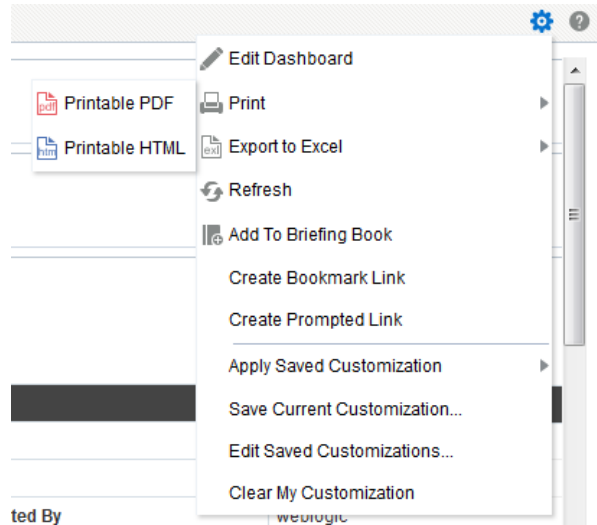 Edit Dashboard
Print
Printable PDF
Printable HTML
Export to Excel
Refresh
Add To Briefing Book
Create Bookmark Link
Create Prompted Link
Apply Saved Customization
Save Current Customization...
Edit Saved Customizations...
Clear My Customization
ted By
weblogic